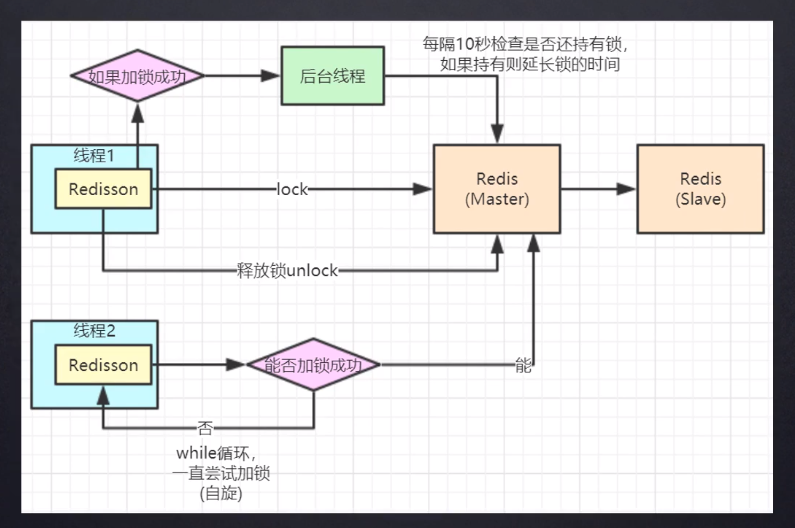 每隔10秒检查是否还持有锁,
如果持有则延长锁的时间
如果加锁成功
后台线程
线程1
Redisson
lock
Redis
(Master)
Redis
(Slave)
释放锁unlock
线程2
Redisson
能否加锁成功
能
否
while循环,
一直尝试加锁
(自旋)